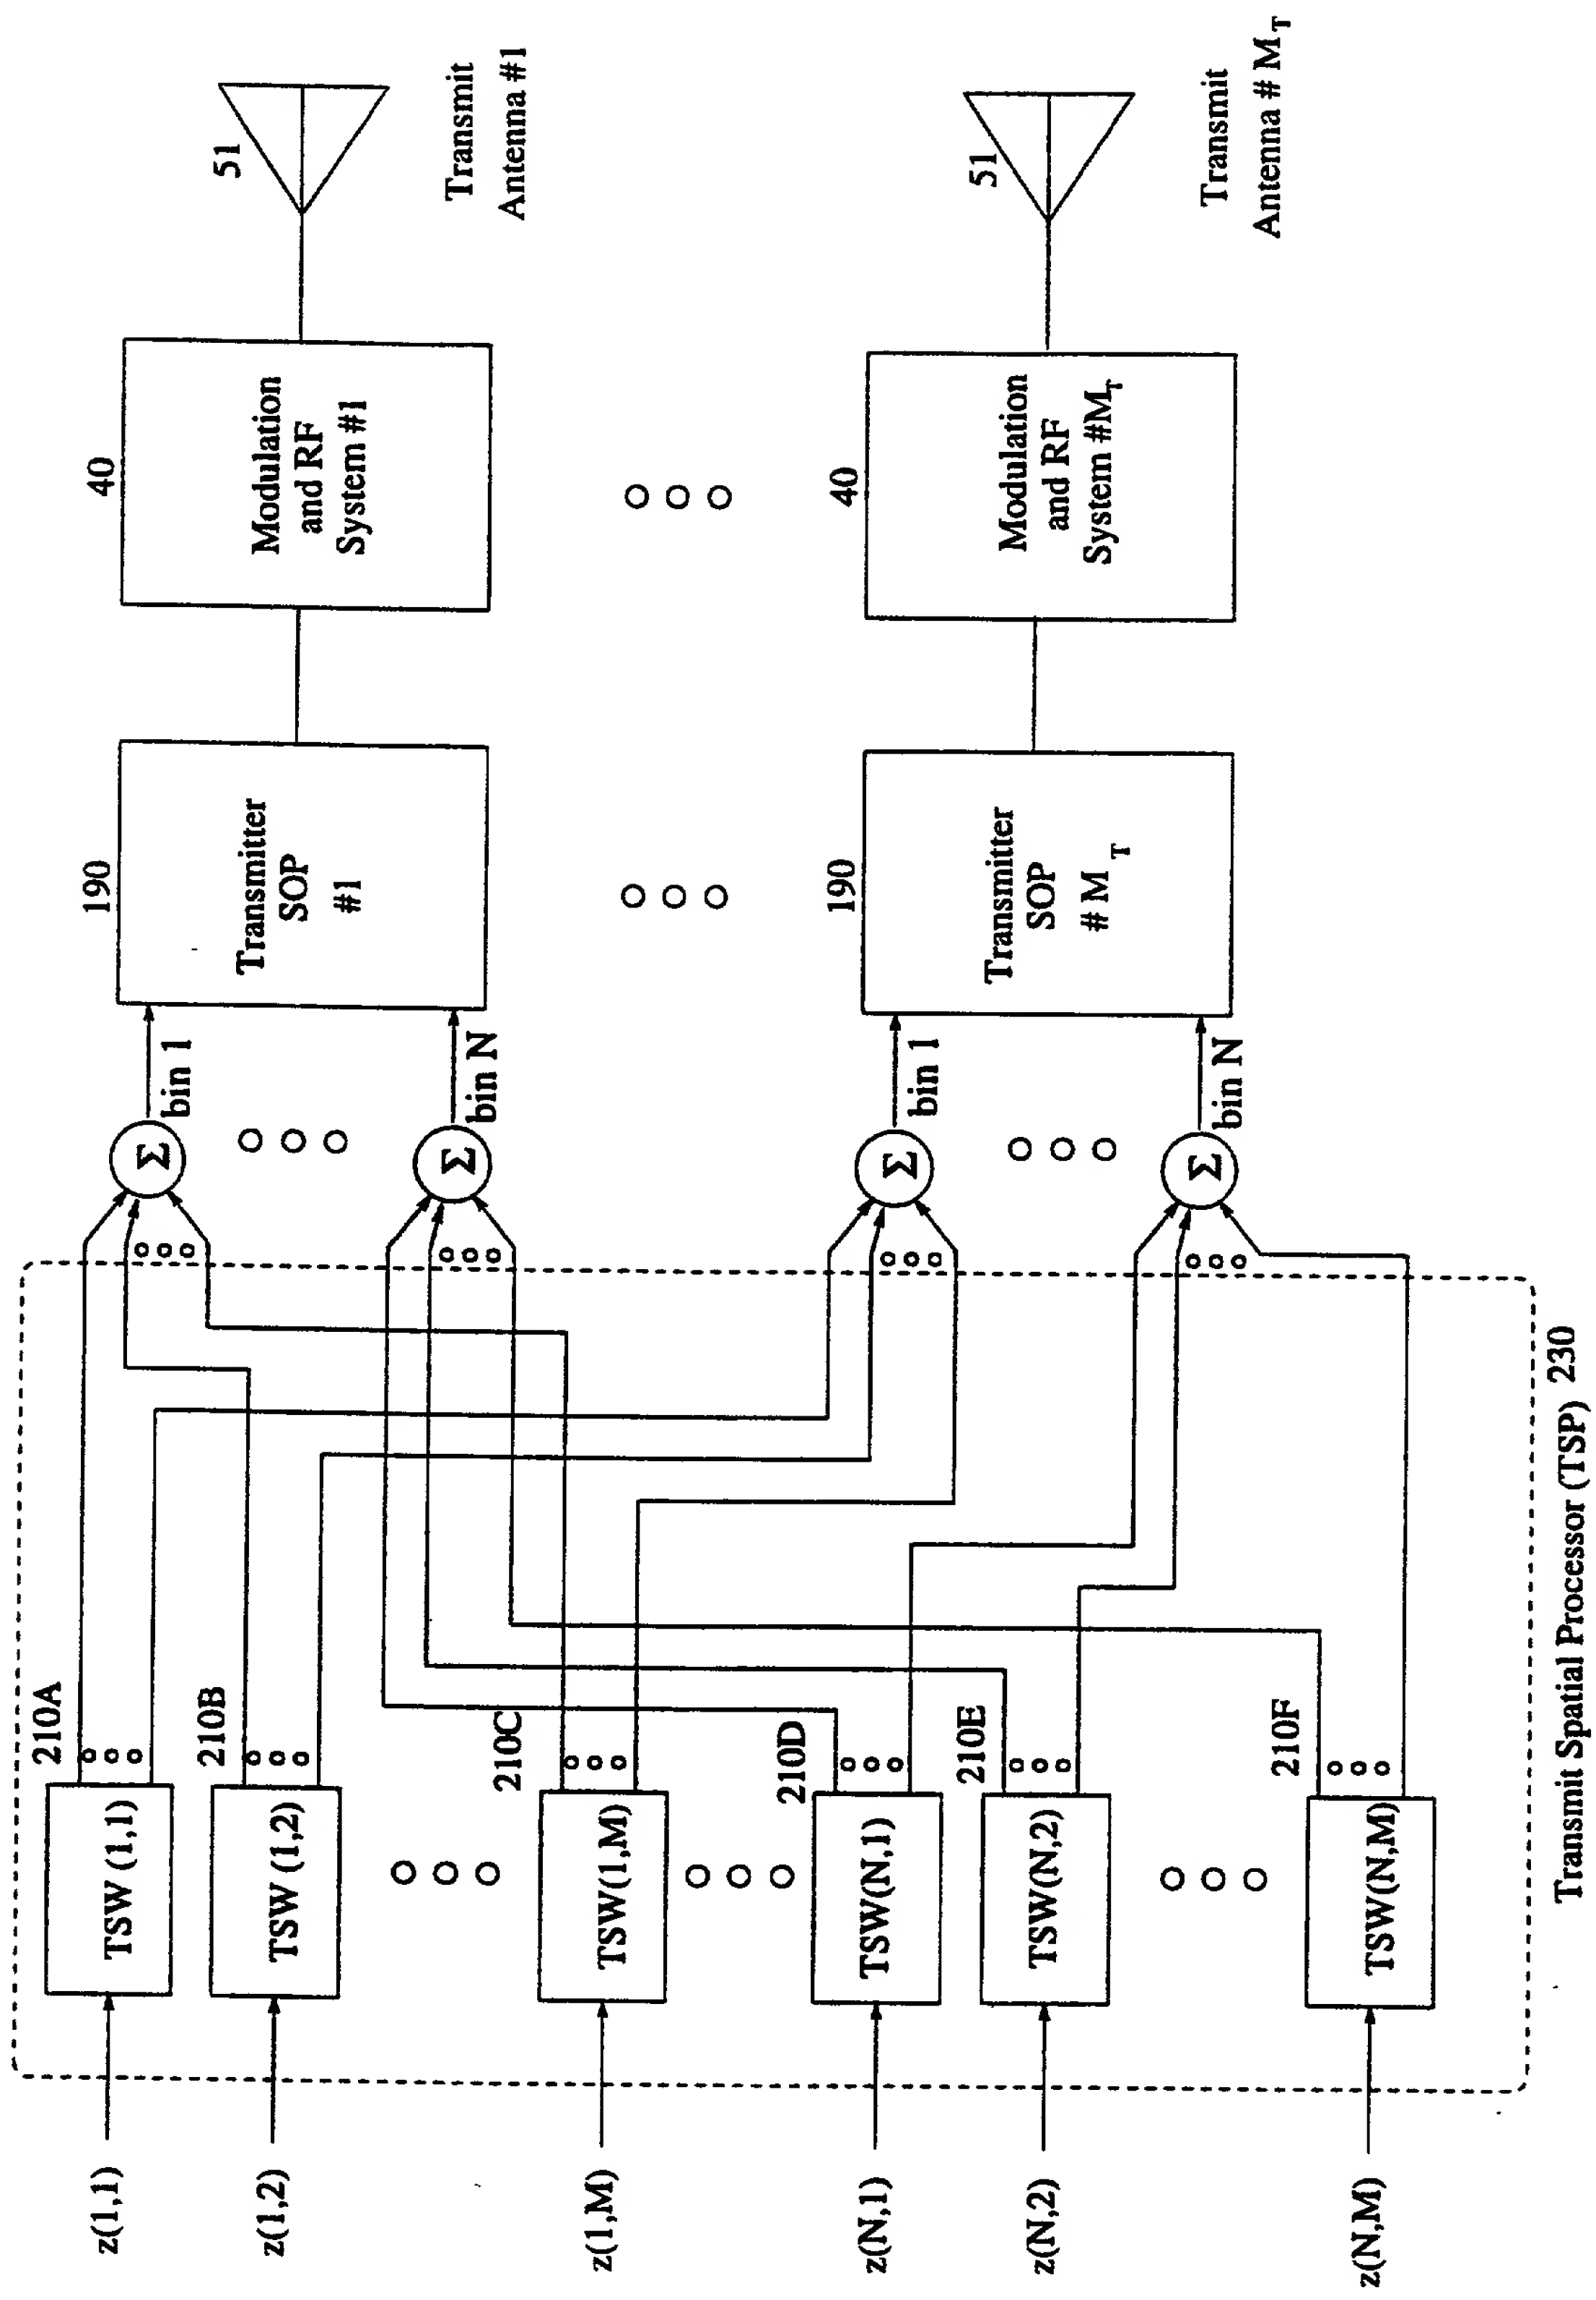 z(1,1)
z(1,2)
z(1,M)
z(N,1)
z(N,2)
z(N,M)
TSW (1,1)
TSW (1,2)
TSW(1,M)
TSW(N,1)
TSW(N,2)
TSW(N,M)
210A
210B
210C
210D
210E
210F
Transmit Spatial Processor (TSP) 230
Σ
Σ
Σ
Σ
bin 1
bin N
bin 1
bin N
190
Transmitter
SOP
#1
190
Transmitter
SOP
# M T
40
Modulation
and RF
System #1
40
Modulation
and RF
System #MT
51
Transmit
Antenna #1
51
Transmit
Antenna # M T